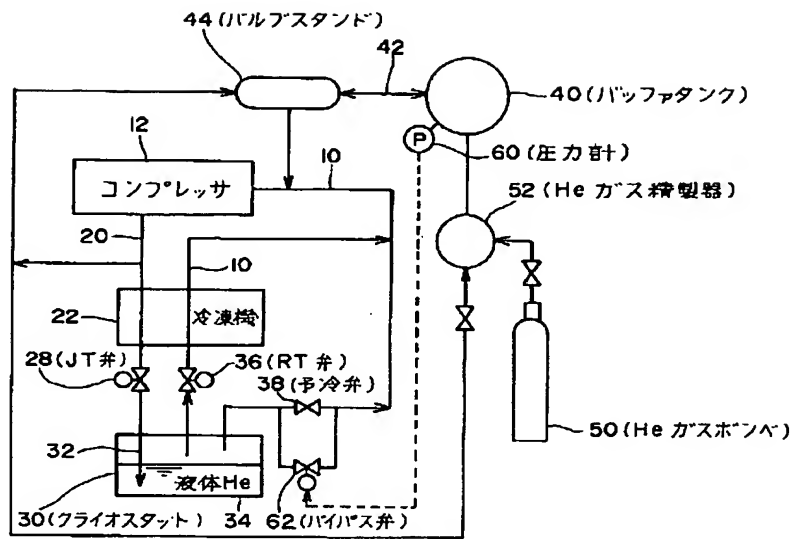 44(バルブスタンド)
42
40(バッファタンク)
12
P
60(圧力計)
コンプレッサ
10
52(Heガス精製器)
20
10
22
冷凍機
28(JT弁)
36(RT弁)
38(予冷弁)
32
50(Heガスボンベ)
液体He
30(クライオスタット)
34
62(バイパス弁)